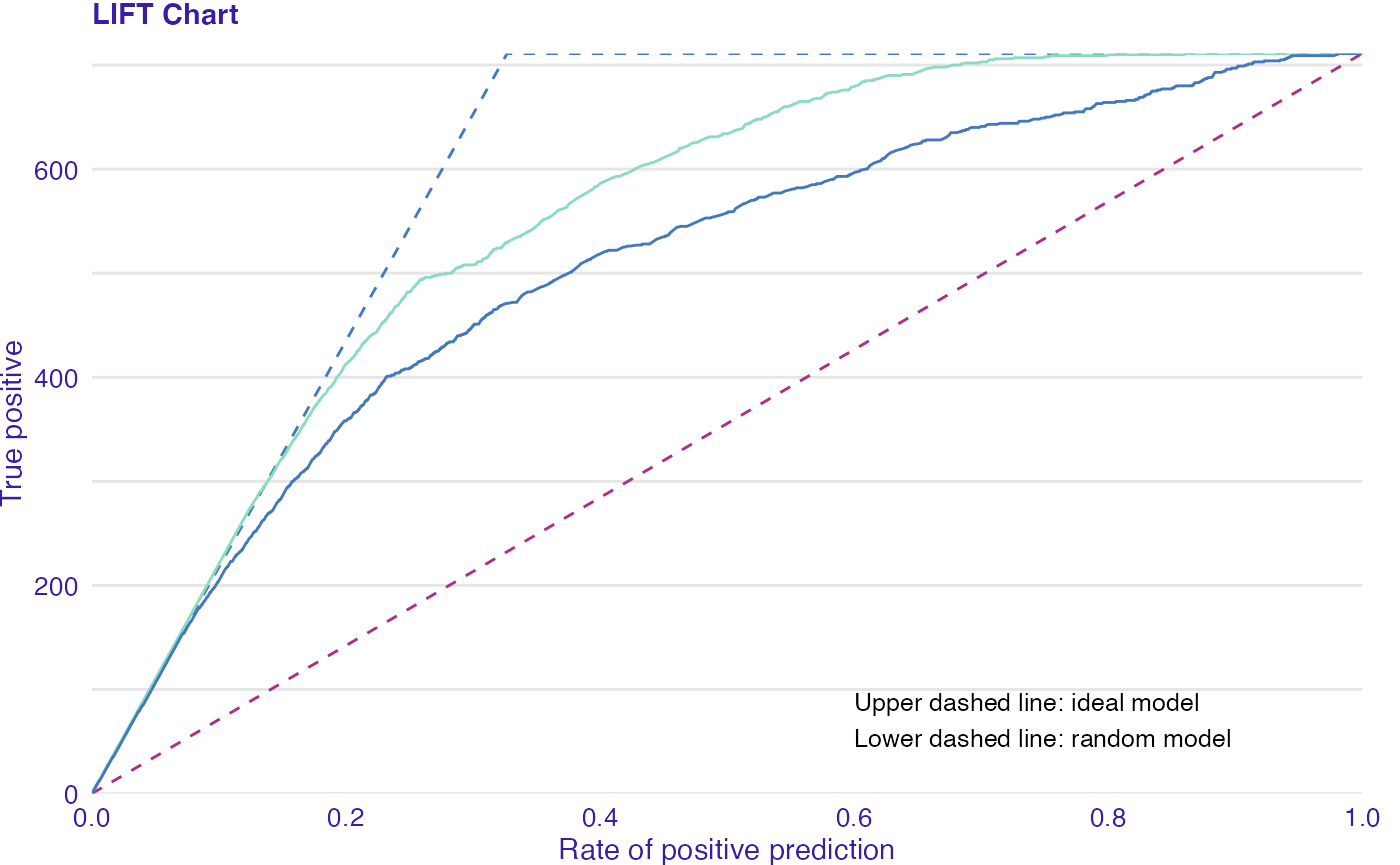 LIFT Chart
True positive
600
400
200
0
0.0 0.2 0.4 0.6 0.8 1.0
Rate of positive prediction
Upper dashed line: ideal model
Lower dashed line: random model